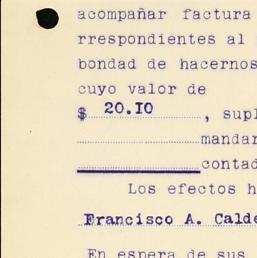 acompañar factura
rrespondientes al
bondad de hacernos
cuyo valor de
$ 20.IO, supl
mandar
contad
Los efectos h
Francisco A. Calde
En espera de sus